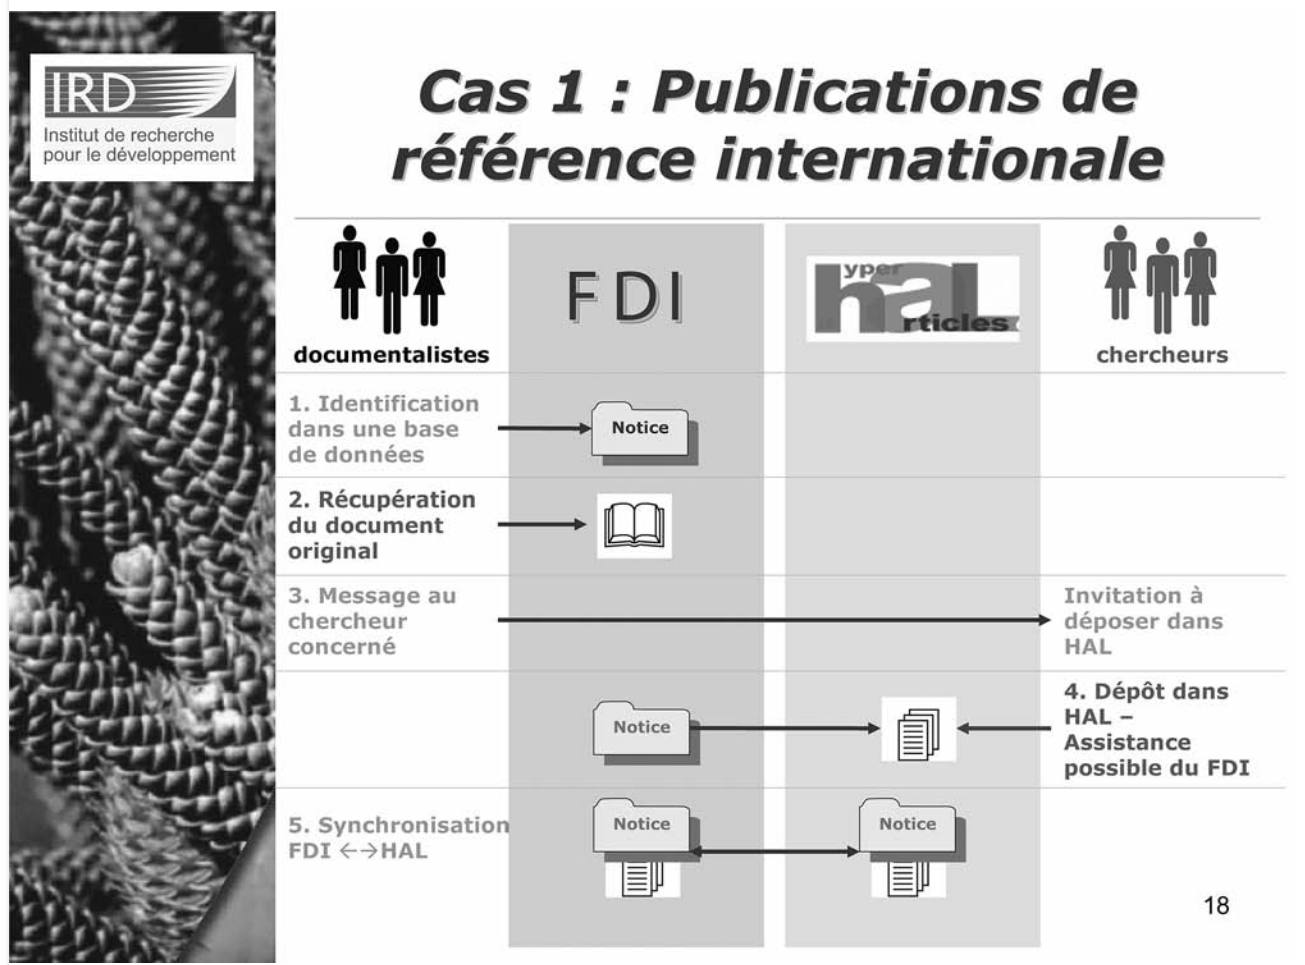 IRD
Institut de recherche
pour le développement
Cas 1 : Publications de
référence internationale
documentalistes
FDI
hyper
haL
articles
chercheurs
1. Identification
dans une base
de données
Notice
2. Récupération
du document
original
3. Message au
chercheur
concerné
Invitation à
déposer dans
HAL
Notice
4. Dépôt dans
HAL –
Assistance
possible du FDI
5. Synchronisation
FDI ←→HAL
Notice
Notice
18